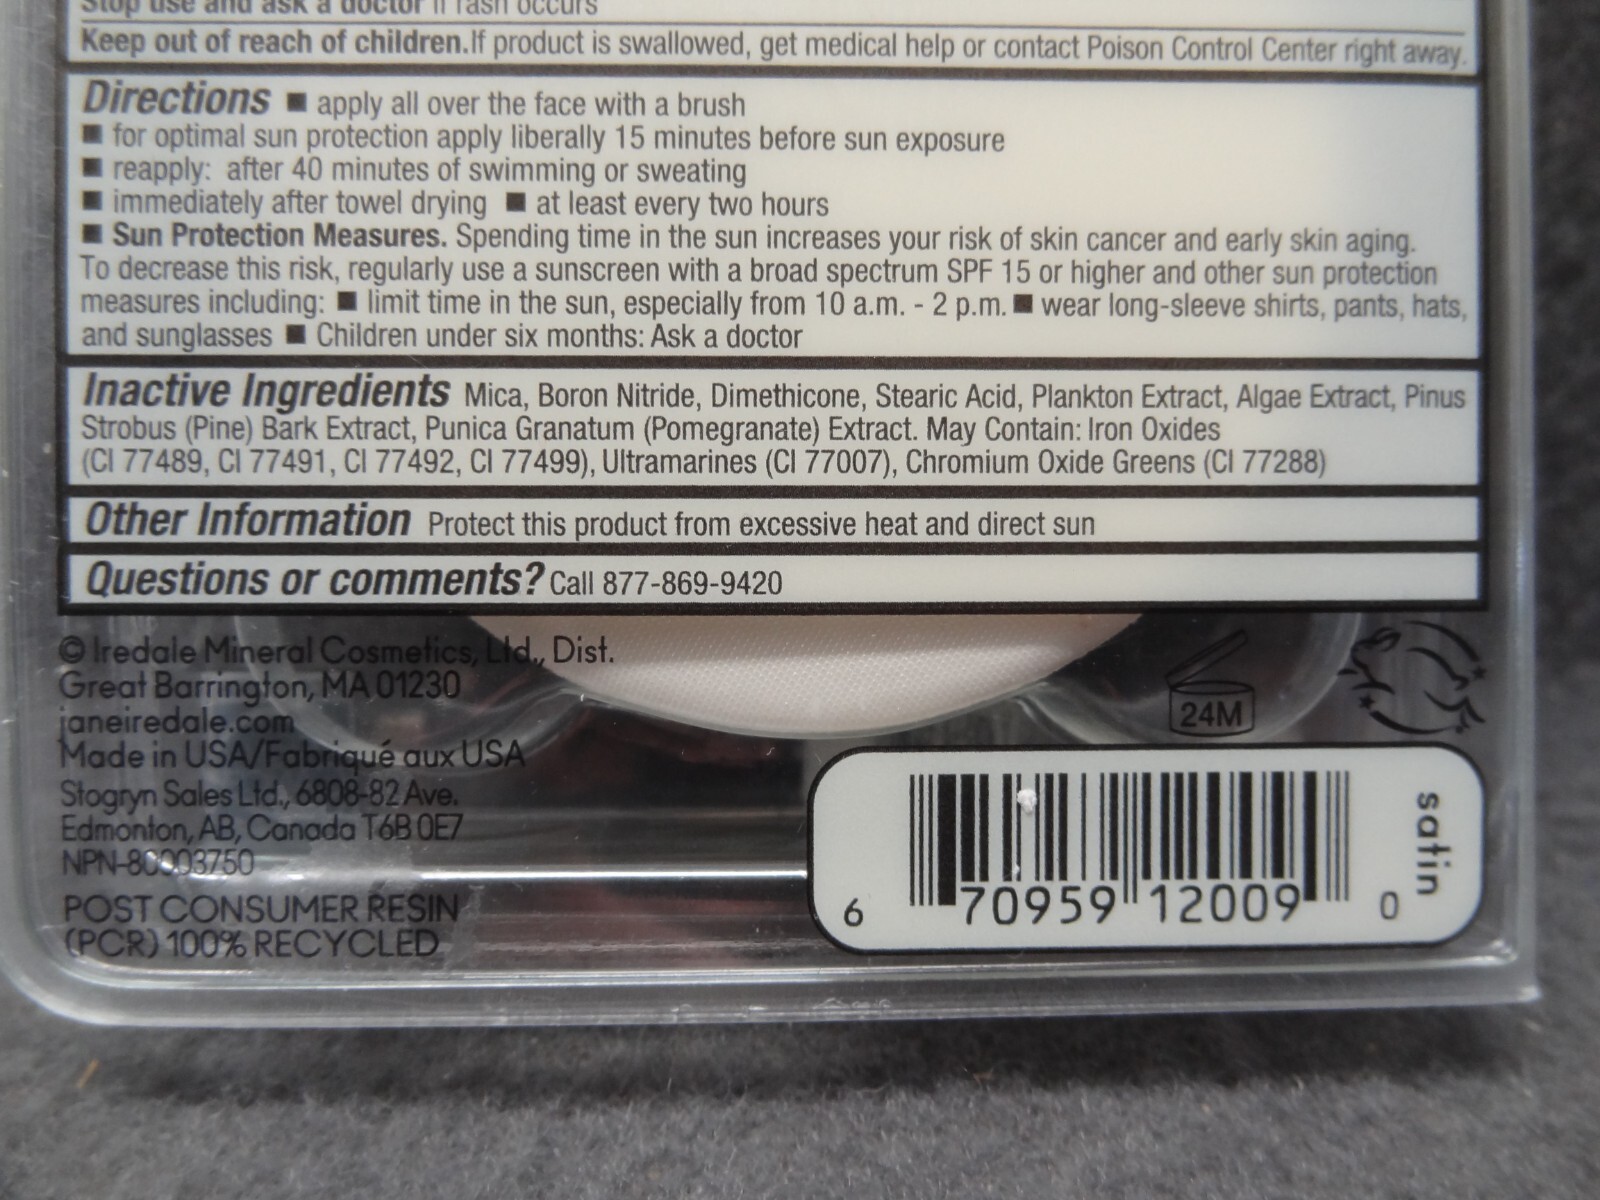 Stop use and ask a doctor if rash occurs
Keep out of reach of children.If product is swallowed, get medical help or contact Poison Control Center right away.
Directions ■ apply all over the face with a brush
■ for optimal sun protection apply liberally 15 minutes before sun exposure
■ reapply: after 40 minutes of swimming or sweating
■ immediately after towel drying ■ at least every two hours
■ Sun Protection Measures. Spending time in the sun increases your risk of skin cancer and early skin aging.
To decrease this risk, regularly use a sunscreen with a broad spectrum SPF 15 or higher and other sun protection
measures including: ■ limit time in the sun, especially from 10 a.m. - 2 p.m. ■ wear long-sleeve shirts, pants, hats,
and sunglasses ■ Children under six months: Ask a doctor
Inactive Ingredients Mica, Boron Nitride, Dimethicone, Stearic Acid, Plankton Extract, Algae Extract, Pinus
Strobus (Pine) Bark Extract, Punica Granatum (Pomegranate) Extract. May Contain: Iron Oxides
(CI 77489, CI 77491, CI 77492, CI 77499), Ultramarines (CI 77007), Chromium Oxide Greens (CI 77288)
Other Information Protect this product from excessive heat and direct sun
Questions or comments? Call 877-869-9420
© Iredale Mineral Cosmetics, Ltd., Dist.
Great Barrington, MA 01230
janeiredale.com
Made in USA/Fabriqué aux USA
Stogryn Sales Ltd., 6808-82 Ave.
Edmonton, AB, Canada T6B 0E7
NPN-80003750
POST CONSUMER RESIN
(PCR) 100% RECYCLED
24M
6 70959 12009 0
satin